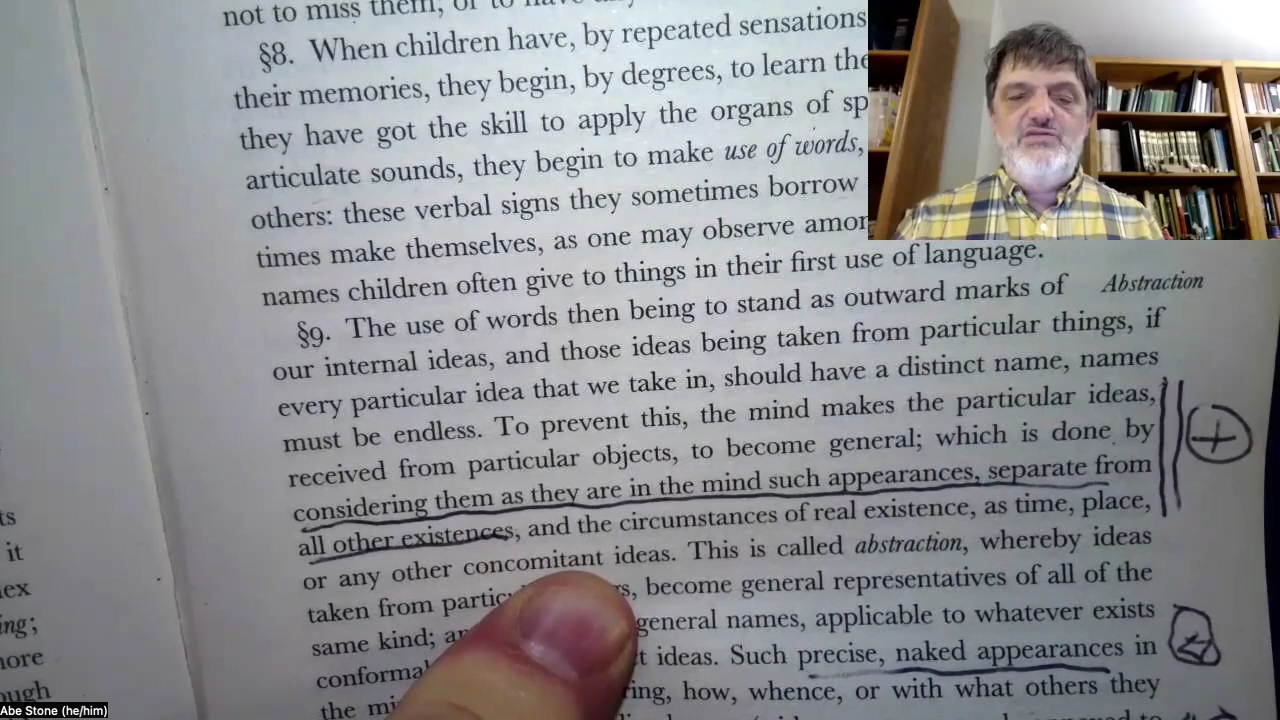 not to miss them; or to have
§8. When children have, by repeated sensations
their memories, they begin, by degrees, to learn the
they have got the skill to apply the organs of sp
articulate sounds, they begin to make use of words,
others: these verbal signs they sometimes borrow
times make themselves, as one may observe amon
names children often give to things in their first use of language.
§9. The use of words then being to stand as outward marks of Abstraction
our internal ideas, and those ideas being taken from particular things, if
every particular idea that we take in, should have a distinct name, names
must be endless. To prevent this, the mind makes the particular ideas,
received from particular objects, to become general; which is done by
considering them as they are in the mind such appearances, separate from
all other existences, and the circumstances of real existence, as time, place,
or any other concomitant ideas. This is called abstraction, whereby ideas
taken from partic s, become general representatives of all of the
same kind; a general names, applicable to whatever exists
conforma t ideas. Such precise, naked appearances in
the mi ring, how, whence, or with what others they
ts
it
ex
ing;
nore
ough
Abe Stone (he/him)